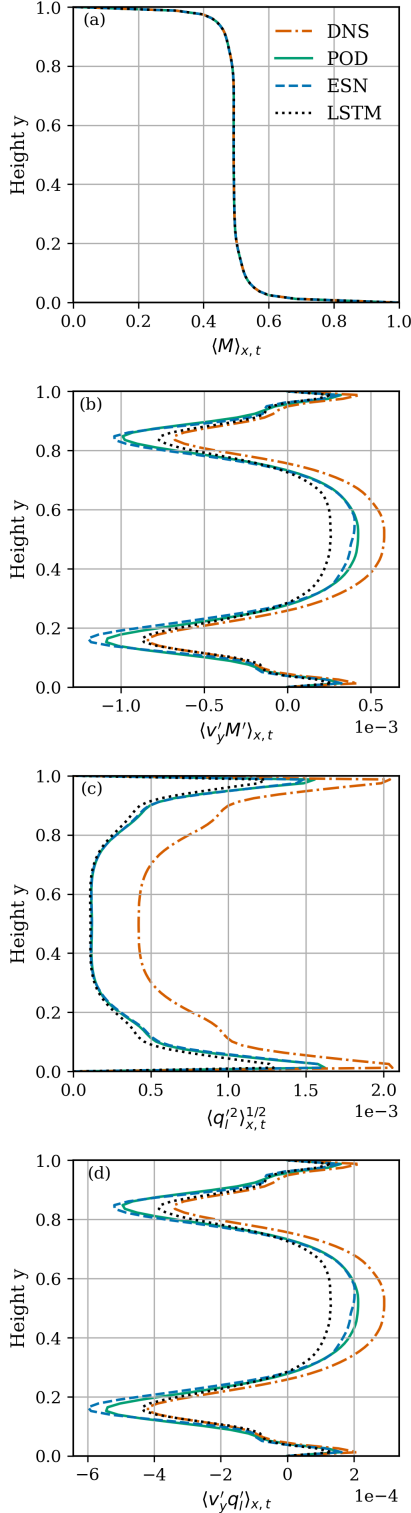 (a)
DNS
POD
ESN
LSTM
1.0
0.8
0.6
0.4
0.2
0.0
Height y
0.0 0.2 0.4 0.6 0.8 1.0
⟨M⟩x, t
(b)
1.0
0.8
0.6
0.4
0.2
0.0
Height y
−1.0 −0.5 0.0 0.5
1e−3
⟨v′yM′⟩x, t
(c)
1.0
0.8
0.6
0.4
0.2
0.0
Height y
0.0 0.5 1.0 1.5 2.0
1e−3
⟨q′l²⟩x, t^1/2
(d)
1.0
0.8
0.6
0.4
0.2
0.0
Height y
−6 −4 −2 0 2
1e−4
⟨v′yq′l⟩x, t